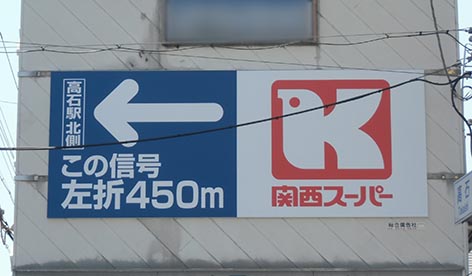 高石駅北側
この信号
左折450m
K
関西スーパー